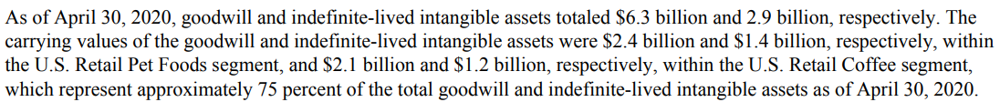 As of April 30, 2020, goodwill and indefinite-lived intangible assets totaled $6.3 billion and 2.9 billion, respectively. The
carrying values of the goodwill and indefinite-lived intangible assets were $2.4 billion and $1.4 billion, respectively, within
the U.S. Retail Pet Foods segment, and $2.1 billion and $1.2 billion, respectively, within the U.S. Retail Coffee segment,
which represent approximately 75 percent of the total goodwill and indefinite-lived intangible assets as of April 30, 2020.